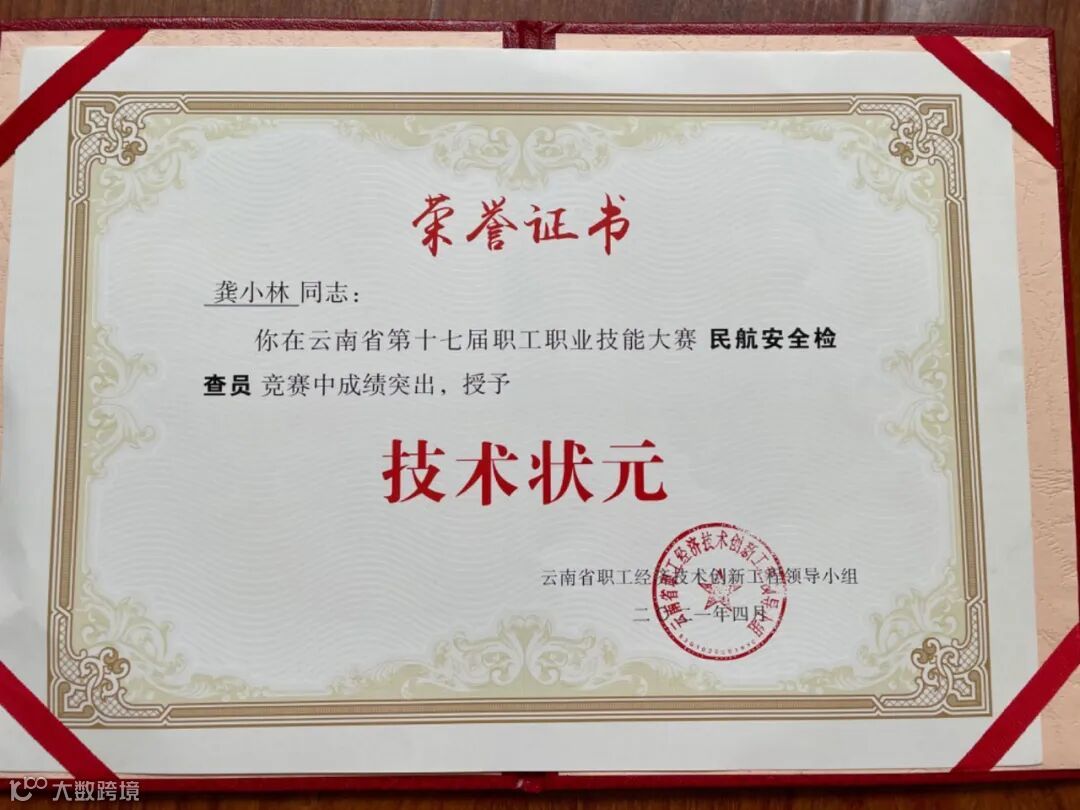 荣誉证书
龚小林 同志：
你在云南省第十七届职工职业技能大赛 民航安全检
查员 竞赛中成绩突出，授予
技术状元
云南省职工经济技术创新工程领导小组
二〇二一年四月
大数跨境